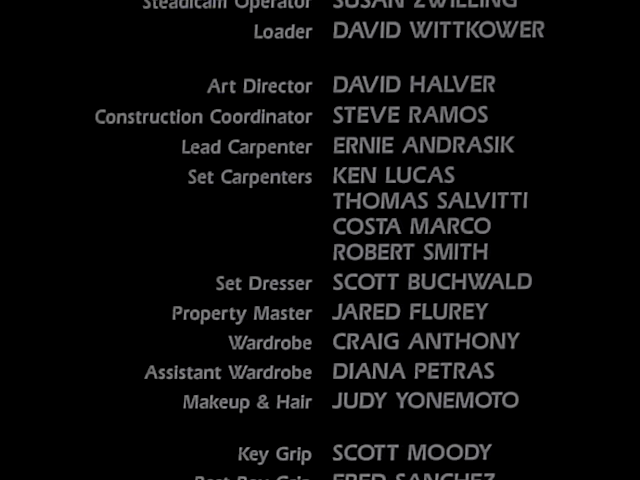 Steadicam Operator SUSAN ZWILLING
Loader DAVID WITTKOWER
Art Director DAVID HALVER
Construction Coordinator STEVE RAMOS
Lead Carpenter ERNIE ANDRASIK
Set Carpenters KEN LUCAS
THOMAS SALVITTI
COSTA MARCO
ROBERT SMITH
Set Dresser SCOTT BUCHWALD
Property Master JARED FLUREY
Wardrobe CRAIG ANTHONY
Assistant Wardrobe DIANA PETRAS
Makeup & Hair JUDY YONEMOTO
Key Grip SCOTT MOODY
Best Boy Grip FRED SANCHEZ